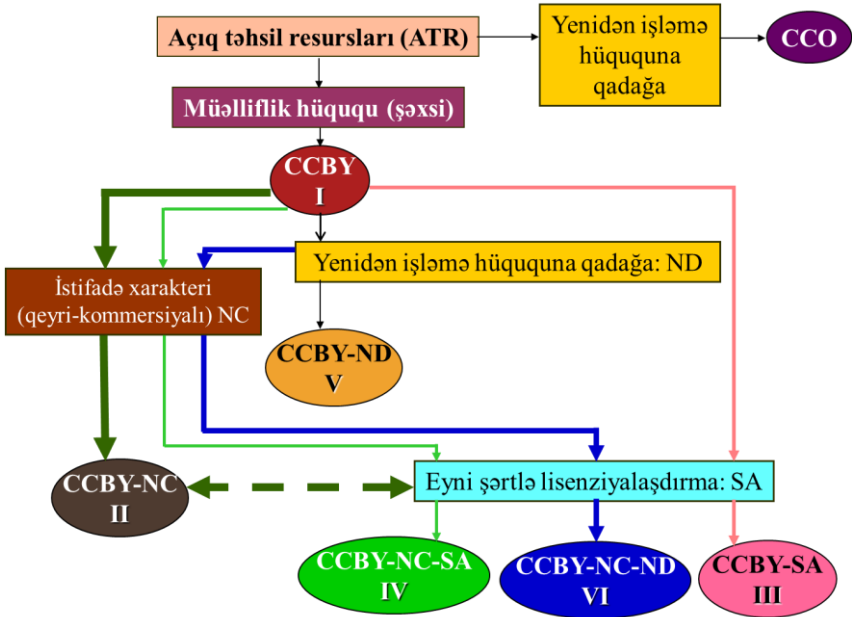 Açıq təhsil resursları (ATR)
Yenidən işləmə
hüququna
qadağa
CCO
Müəlliflik hüququ (şəxsi)
CCBY
I
Yenidən işləmə hüququna qadağa: ND
İstifadə xarakteri
(qeyri-kommersiyalı) NC
CCBY-ND
V
CCBY-NC
II
Eyni şərtlə lisenziyalaşdırma: SA
CCBY-NC-SA
IV
CCBY-NC-ND
VI
CCBY-SA
III